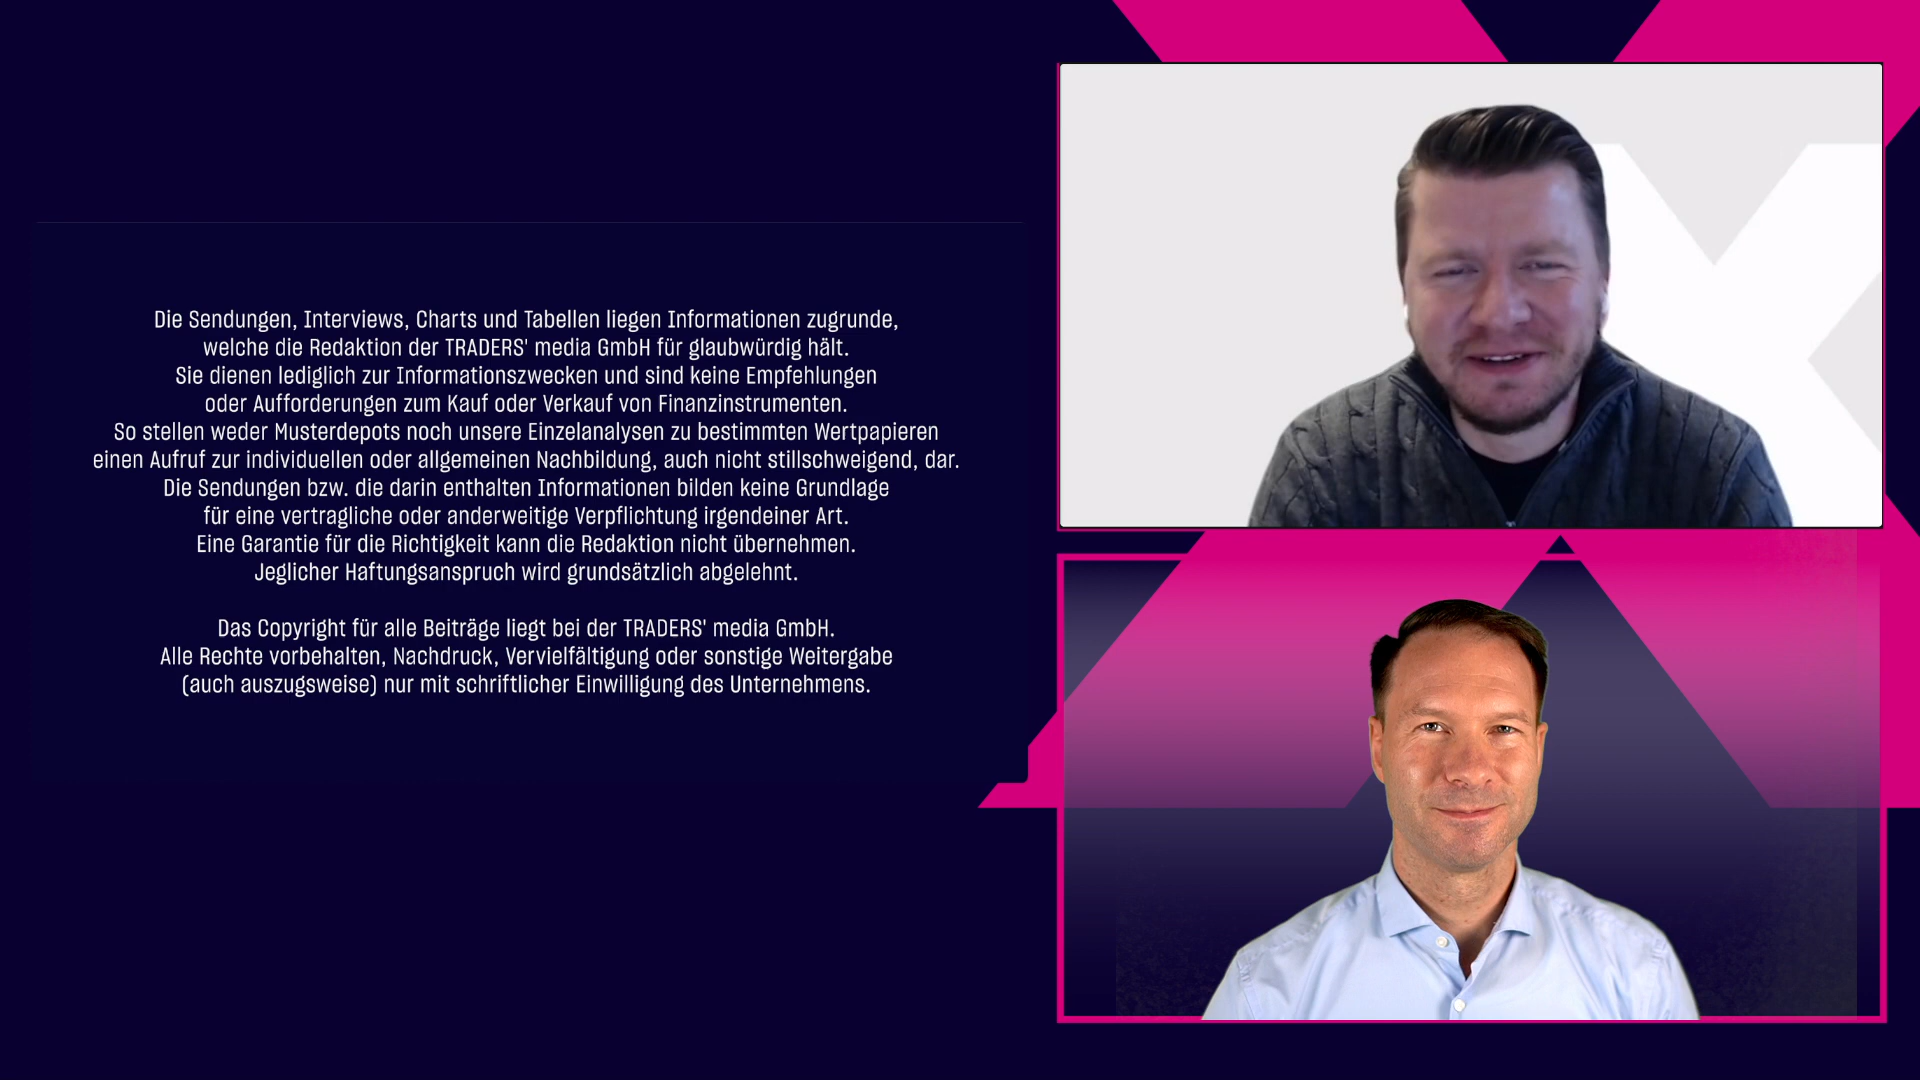 Die Sendungen, Interviews, Charts und Tabellen liegen Informationen zugrunde,
welche die Redaktion der TRADERS' media GmbH für glaubwürdig hält.
Sie dienen lediglich zur Informationszwecken und sind keine Empfehlungen
oder Aufforderungen zum Kauf oder Verkauf von Finanzinstrumenten.
So stellen weder Musterdepots noch unsere Einzelanalysen zu bestimmten Wertpapieren
einen Aufruf zur individuellen oder allgemeinen Nachbildung, auch nicht stillschweigend, dar.
Die Sendungen bzw. die darin enthalten Informationen bilden keine Grundlage
für eine vertragliche oder anderweitige Verpflichtung irgendeiner Art.
Eine Garantie für die Richtigkeit kann die Redaktion nicht übernehmen.
Jeglicher Haftungsanspruch wird grundsätzlich abgelehnt.
Das Copyright für alle Beiträge liegt bei der TRADERS' media GmbH.
Alle Rechte vorbehalten, Nachdruck, Vervielfältigung oder sonstige Weitergabe
(auch auszugsweise) nur mit schriftlicher Einwilligung des Unternehmens.